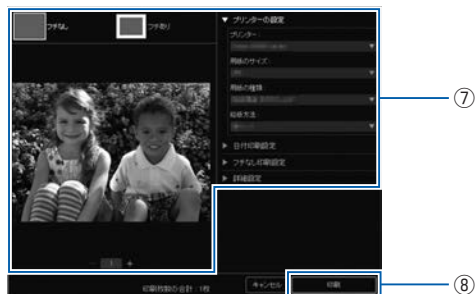 フチなし
フチあり
▼ プリンターの設定
プリンター:
用紙のサイズ:
用紙の種類:
給紙方法:
▶ 日付印刷設定
▶ フチなし印刷設定
▶ 詳細設定
⑦
− 1 +
印刷枚数の合計:1枚
キャンセル
印刷
⑧